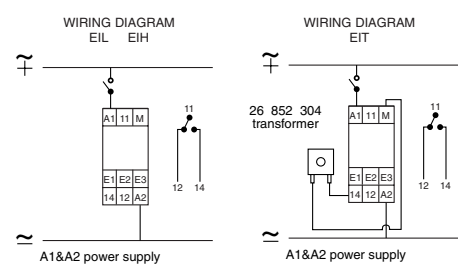 WIRING DIAGRAM
EIL EIH
A1 11 M
11
E1 E2 E3
14 12 A2
12 14
A1&A2 power supply
WIRING DIAGRAM
EIT
26 852 304
transformer
A1 11 M
11
E1 E2 E3
14 12 A2
12 14
A1&A2 power supply